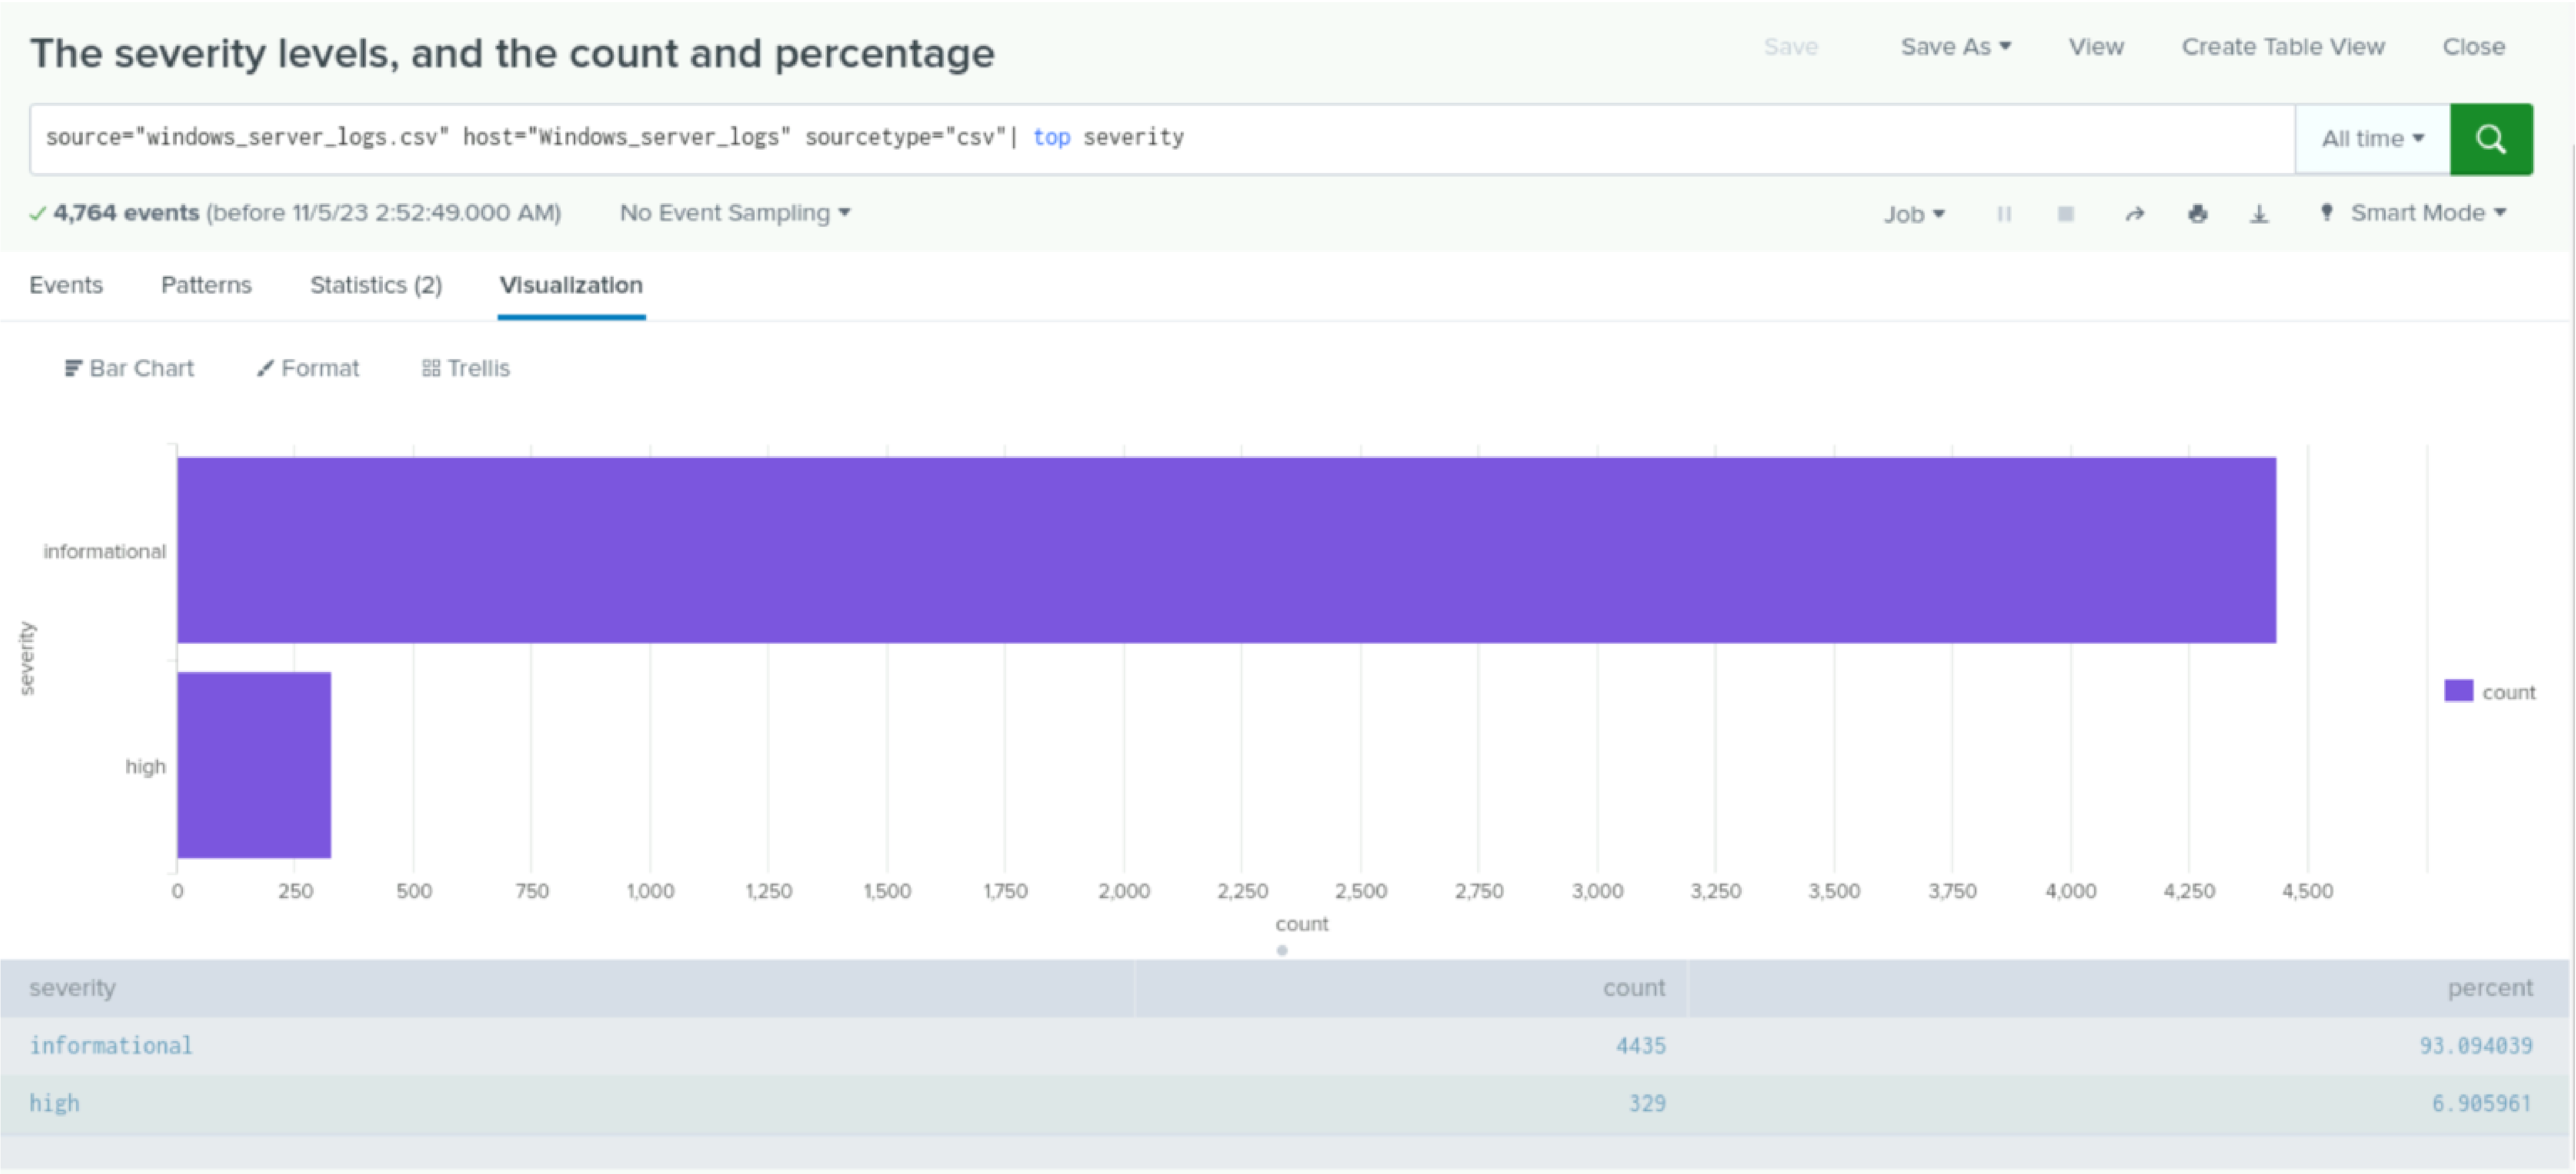 The severity levels, and the count and percentage
Save
Save As
View
Create Table View
Close
source="windows_server_logs.csv" host="Windows_server_logs" sourcetype="csv"| top severity
All time
4,764 events (before 11/5/23 2:52:49.000 AM)
No Event Sampling
Job
Smart Mode
Events
Patterns
Statistics (2)
Visualization
Bar Chart
Format
Trellis
severity
informational
high
0 250 500 750 1,000 1,250 1,500 1,750 2,000 2,250 2,500 2,750 3,000 3,250 3,500 3,750 4,000 4,250 4,500
count
count
severity count percent
informational 4435 93.094039
high 329 6.905961